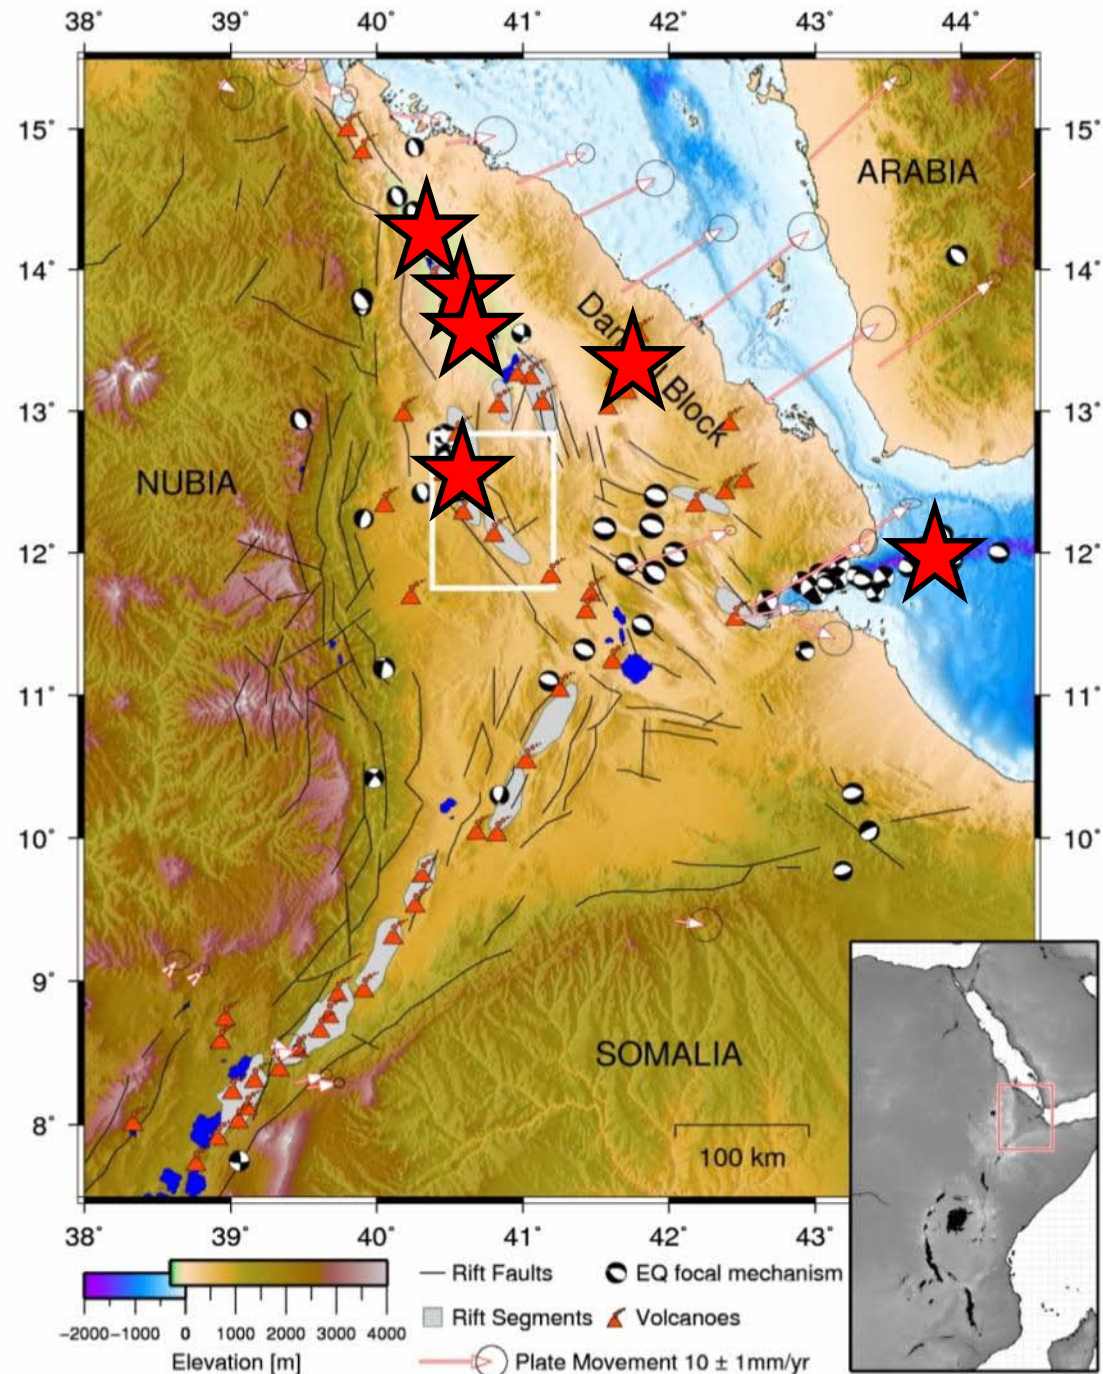 38° 39° 40° 41° 42° 43° 44°
15° 15°
ARABIA
14° 14°
13° 13°
Block
NUBIA
12° 12°
11° 11°
10° 10°
9°
SOMALIA
8°
100 km
38° 39° 40° 41° 42° 43°
Rift Faults
EQ focal mechanism
Rift Segments
Volcanoes
−2000 −1000 0 1000 2000 3000 4000
Elevation [m]
Plate Movement 10 ± 1mm/yr